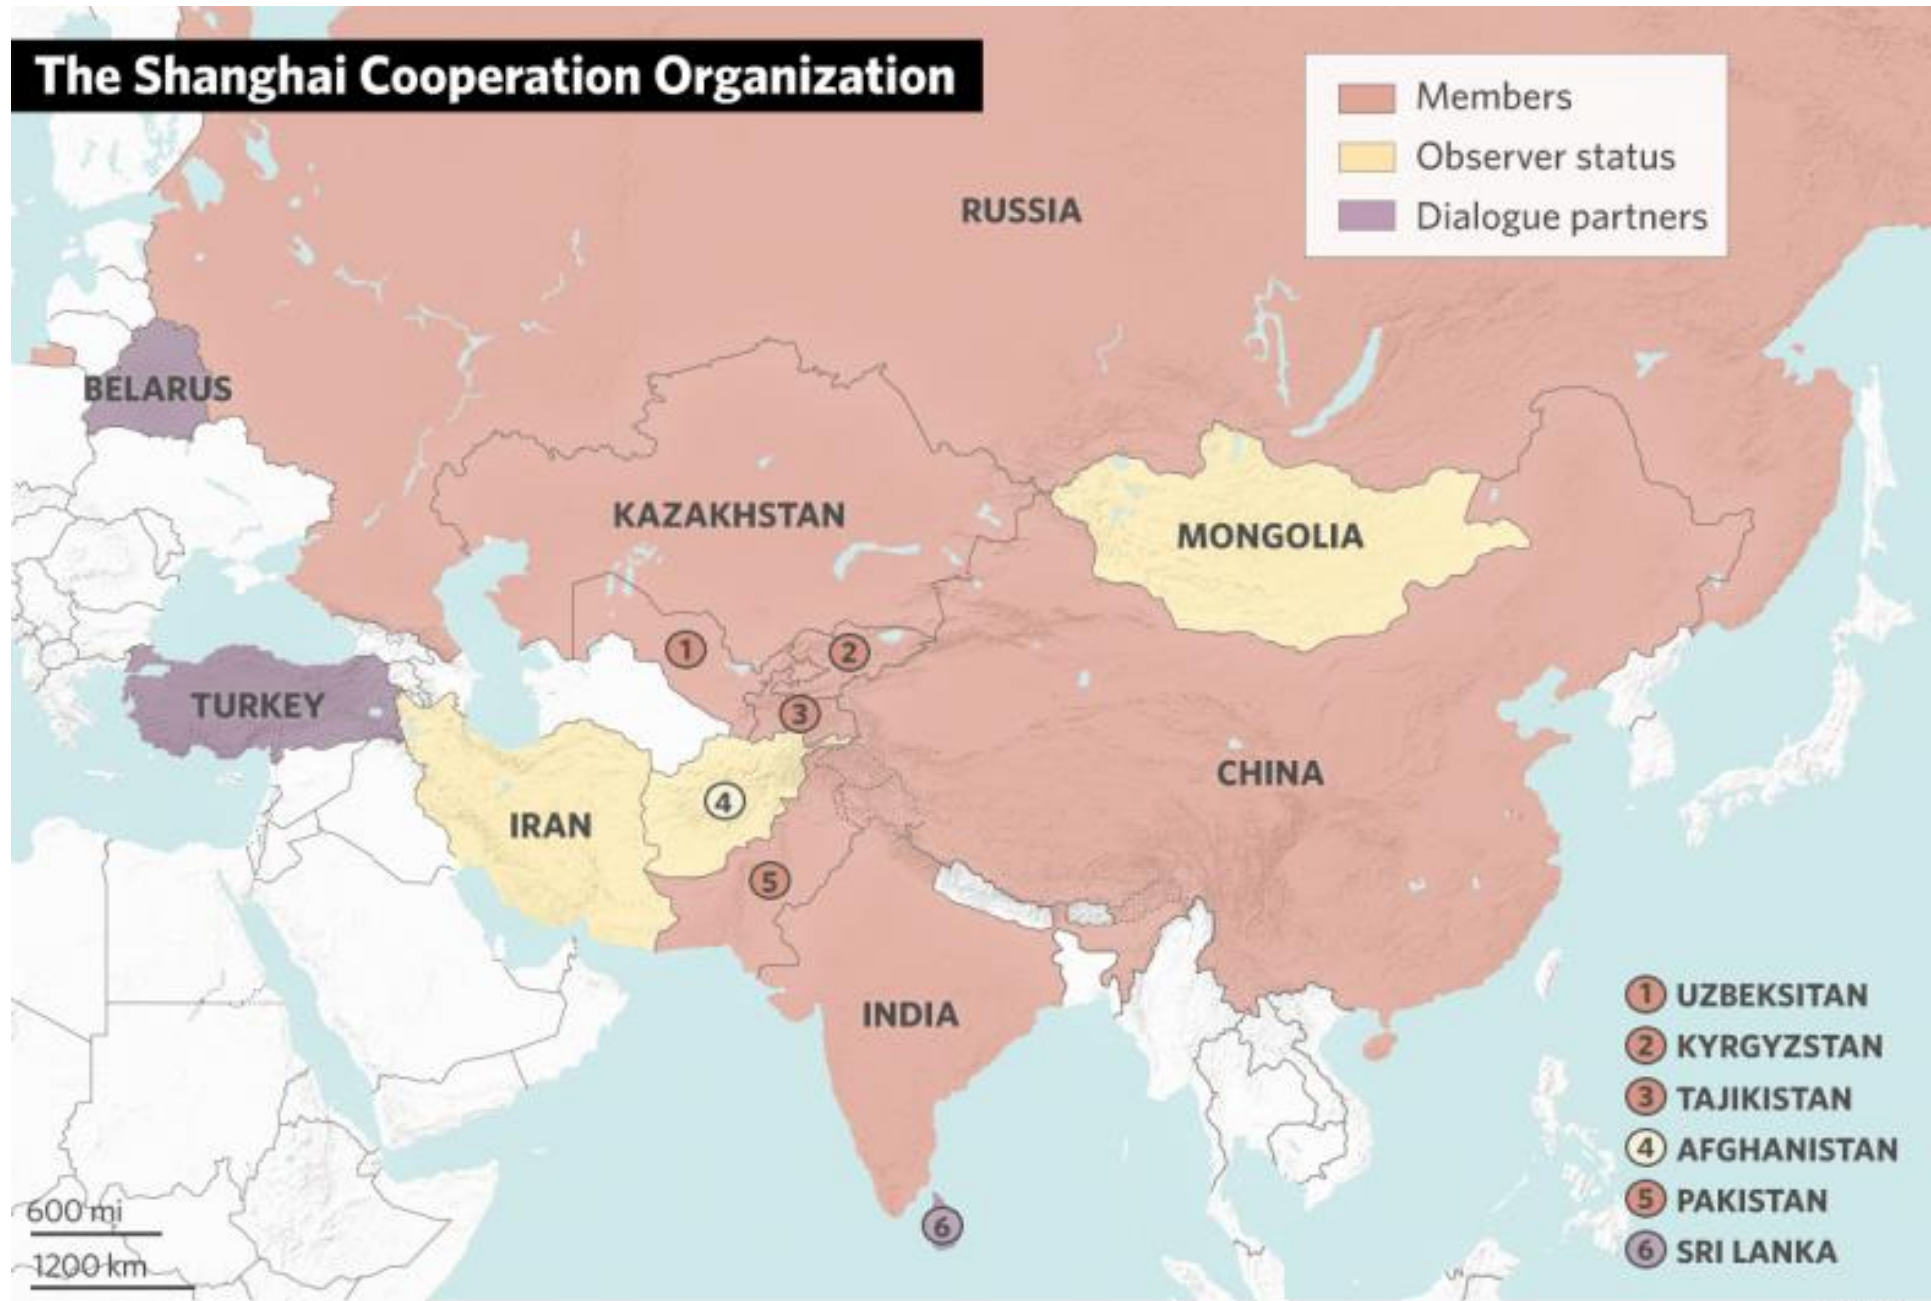 The Shanghai Cooperation Organization
Members
Observer status
Dialogue partners
RUSSIA
BELARUS
KAZAKHSTAN
MONGOLIA
1
2
TURKEY
3
CHINA
4
IRAN
5
INDIA
6
1 UZBEKSITAN
2 KYRGYZSTAN
3 TAJIKISTAN
4 AFGHANISTAN
5 PAKISTAN
6 SRI LANKA
600 mi
1200 km